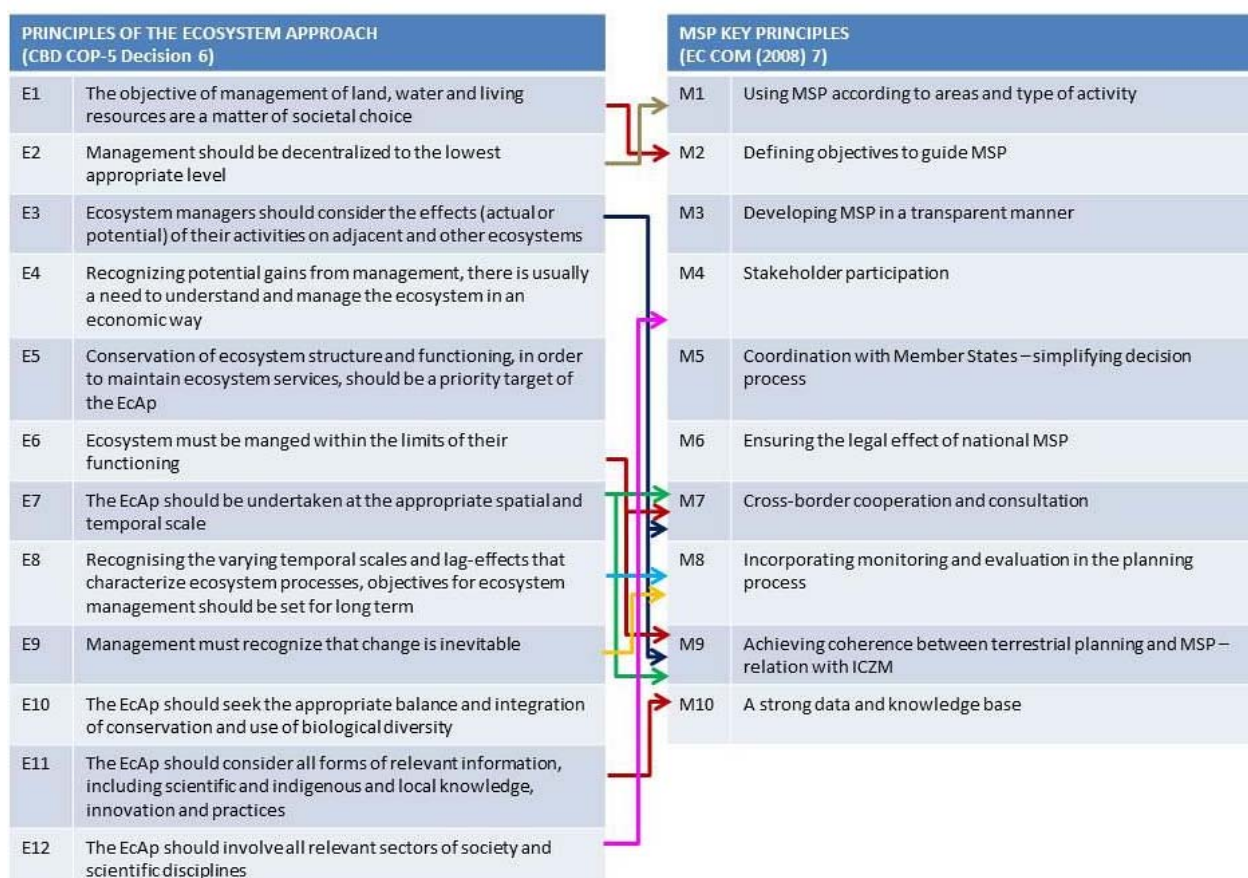 PRINCIPLES OF THE ECOSYSTEM APPROACH
(CBD COP-5 Decision 6)
E1 The objective of management of land, water and living
resources are a matter of societal choice
E2 Management should be decentralized to the lowest
appropriate level
E3 Ecosystem managers should consider the effects (actual or
potential) of their activities on adjacent and other ecosystems
E4 Recognizing potential gains from management, there is usually
a need to understand and manage the ecosystem in an
economic way
E5 Conservation of ecosystem structure and functioning, in order
to maintain ecosystem services, should be a priority target of
the EcAp
E6 Ecosystem must be manged within the limits of their
functioning
E7 The EcAp should be undertaken at the appropriate spatial and
temporal scale
E8 Recognising the varying temporal scales and lag-effects that
characterize ecosystem processes, objectives for ecosystem
management should be set for long term
E9 Management must recognize that change is inevitable
E10 The EcAp should seek the appropriate balance and integration
of conservation and use of biological diversity
E11 The EcAp should consider all forms of relevant information,
including scientific and indigenous and local knowledge,
innovation and practices
E12 The EcAp should involve all relevant sectors of society and
scientific disciplines
MSP KEY PRINCIPLES
(EC COM (2008) 7)
M1 Using MSP according to areas and type of activity
M2 Defining objectives to guide MSP
M3 Developing MSP in a transparent manner
M4 Stakeholder participation
M5 Coordination with Member States – simplifying decision
process
M6 Ensuring the legal effect of national MSP
M7 Cross-border cooperation and consultation
M8 Incorporating monitoring and evaluation in the planning
process
M9 Achieving coherence between terrestrial planning and MSP –
relation with ICZM
M10 A strong data and knowledge base